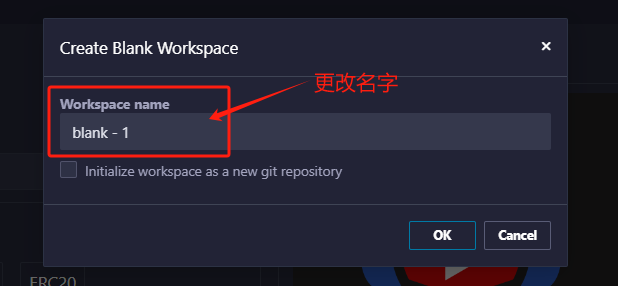 Create Blank Workspace
×
更改名字
Workspace name
blank - 1
Initialize workspace as a new git repository
OK Cancel
ERC20